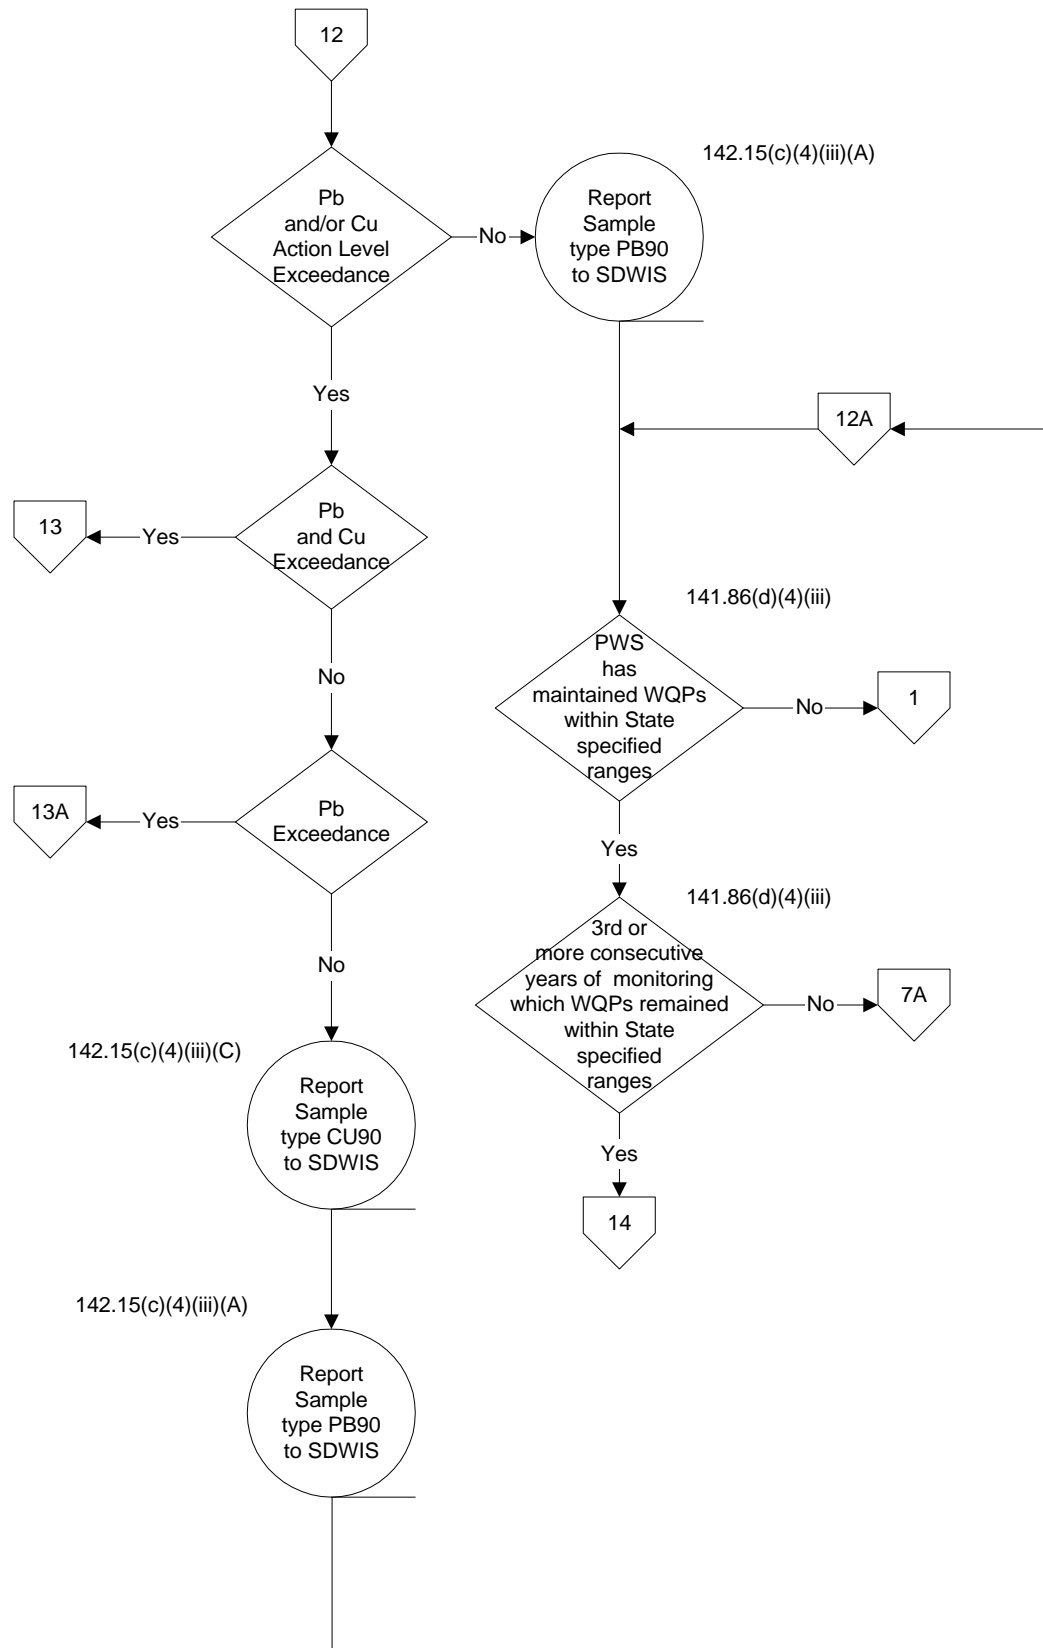 12
Pb
and/or Cu
Action Level
Exceedance
No
142.15(c)(4)(iii)(A)
Report
Sample
type PB90
to SDWIS
Yes
12A
Pb
and Cu
Exceedance
Yes
13
No
141.86(d)(4)(iii)
PWS
has
maintained WQPs
within State
specified
ranges
No
1
Pb
Exceedance
Yes
13A
Yes
141.86(d)(4)(iii)
3rd or
more consecutive
years of monitoring
which WQPs remained
within State
specified
ranges
No
7A
No
142.15(c)(4)(iii)(C)
Report
Sample
type CU90
to SDWIS
Yes
14
142.15(c)(4)(iii)(A)
Report
Sample
type PB90
to SDWIS